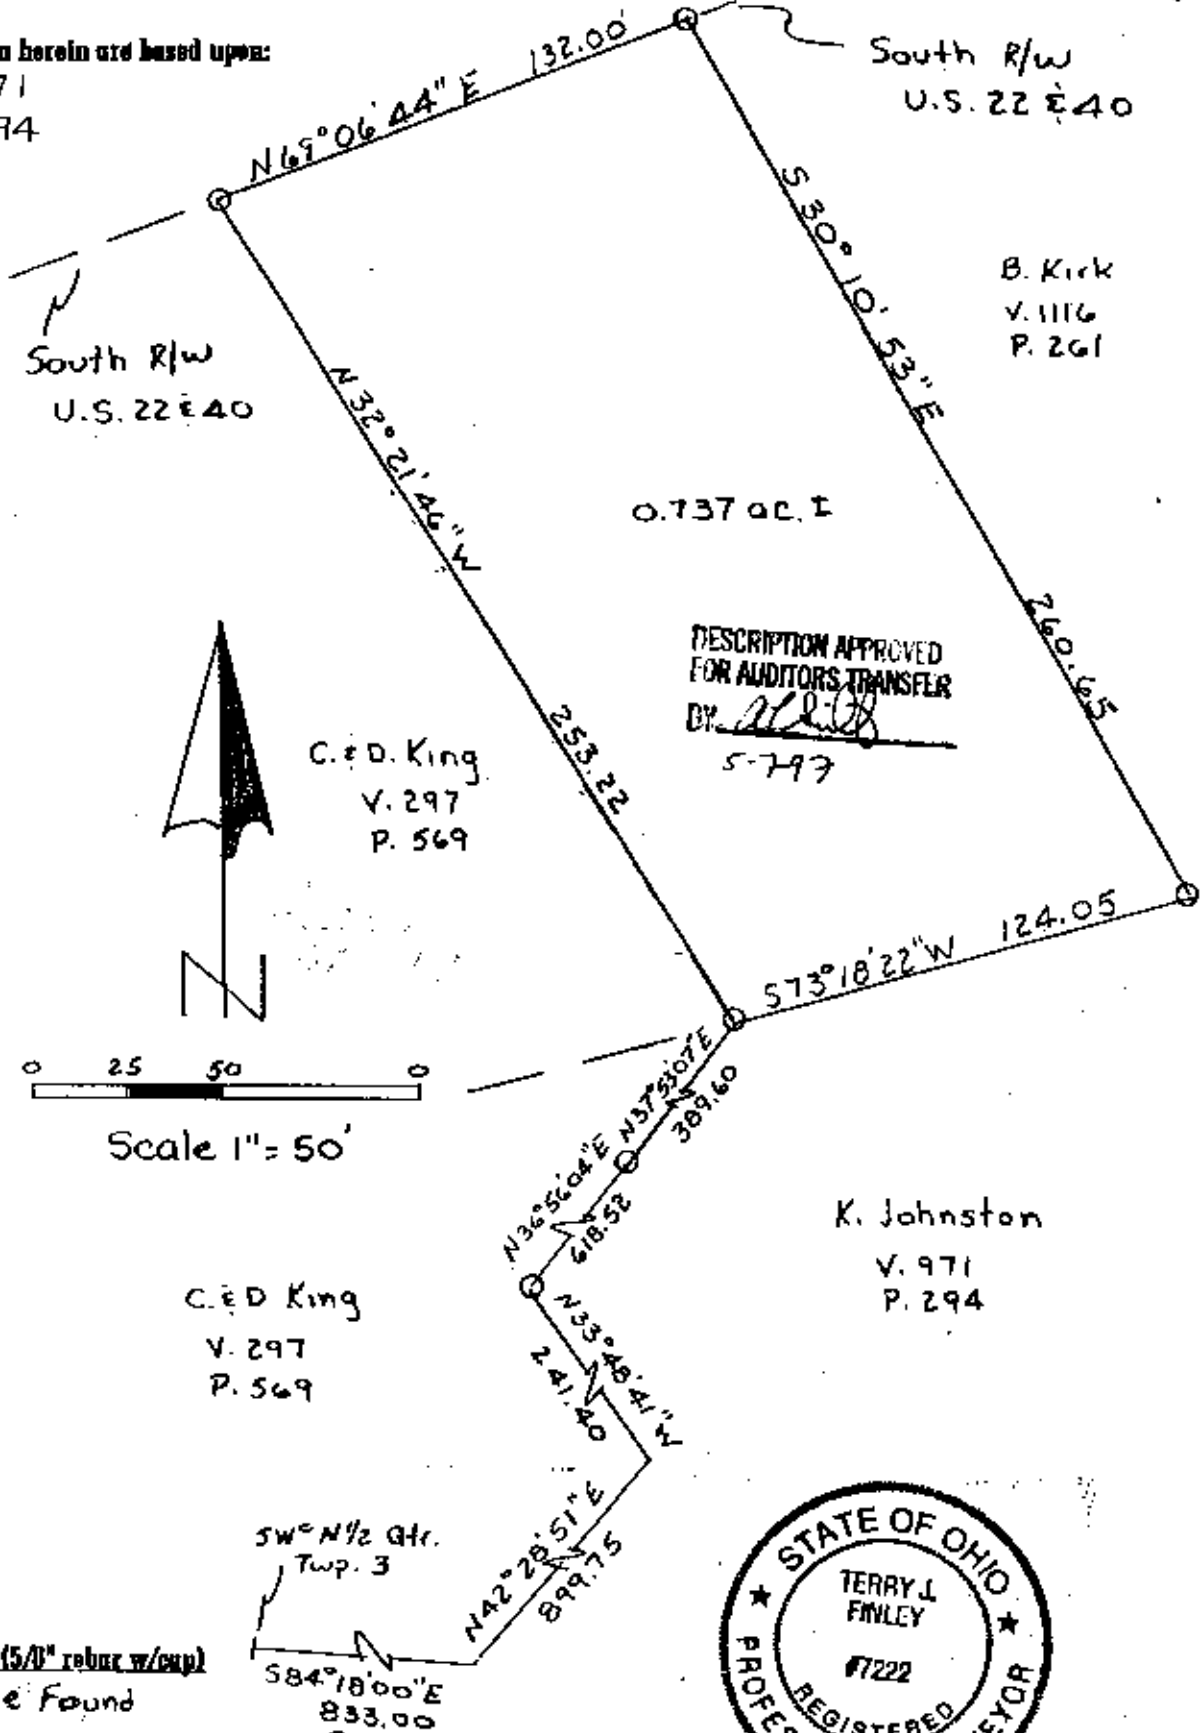 n herein are based upon:
71
94
N69°06'44"E 132.00'
South R/W
U.S. 22 & 40
S 30° 10' 53" E
260.65
B. Kirk
V. 1116
P. 261
South R/W
U.S. 22 & 40
N 32° 21' 46" W
253.22
0.737 ac. ±
DESCRIPTION APPROVED
FOR AUDITORS TRANSFER
BY
5-7-97
C. & D. King
V. 297
P. 569
N
S73°18'22"W 124.05
0 25 50 0
Scale 1" = 50'
N37°53'07"E
389.60
N36°56'04"E
618.52
K. Johnston
V. 971
P. 294
C. & D King
V. 297
P. 569
N33°48'41"W
241.40
N42°28'51"E
899.75
SW= N 1/2 Qtr.
Twp. 3
S84°18'00"E
833.00
(5/8" rebar w/cap)
e Found
STATE OF OHIO
TERRY J.
FINLEY
#7222
REGISTERED